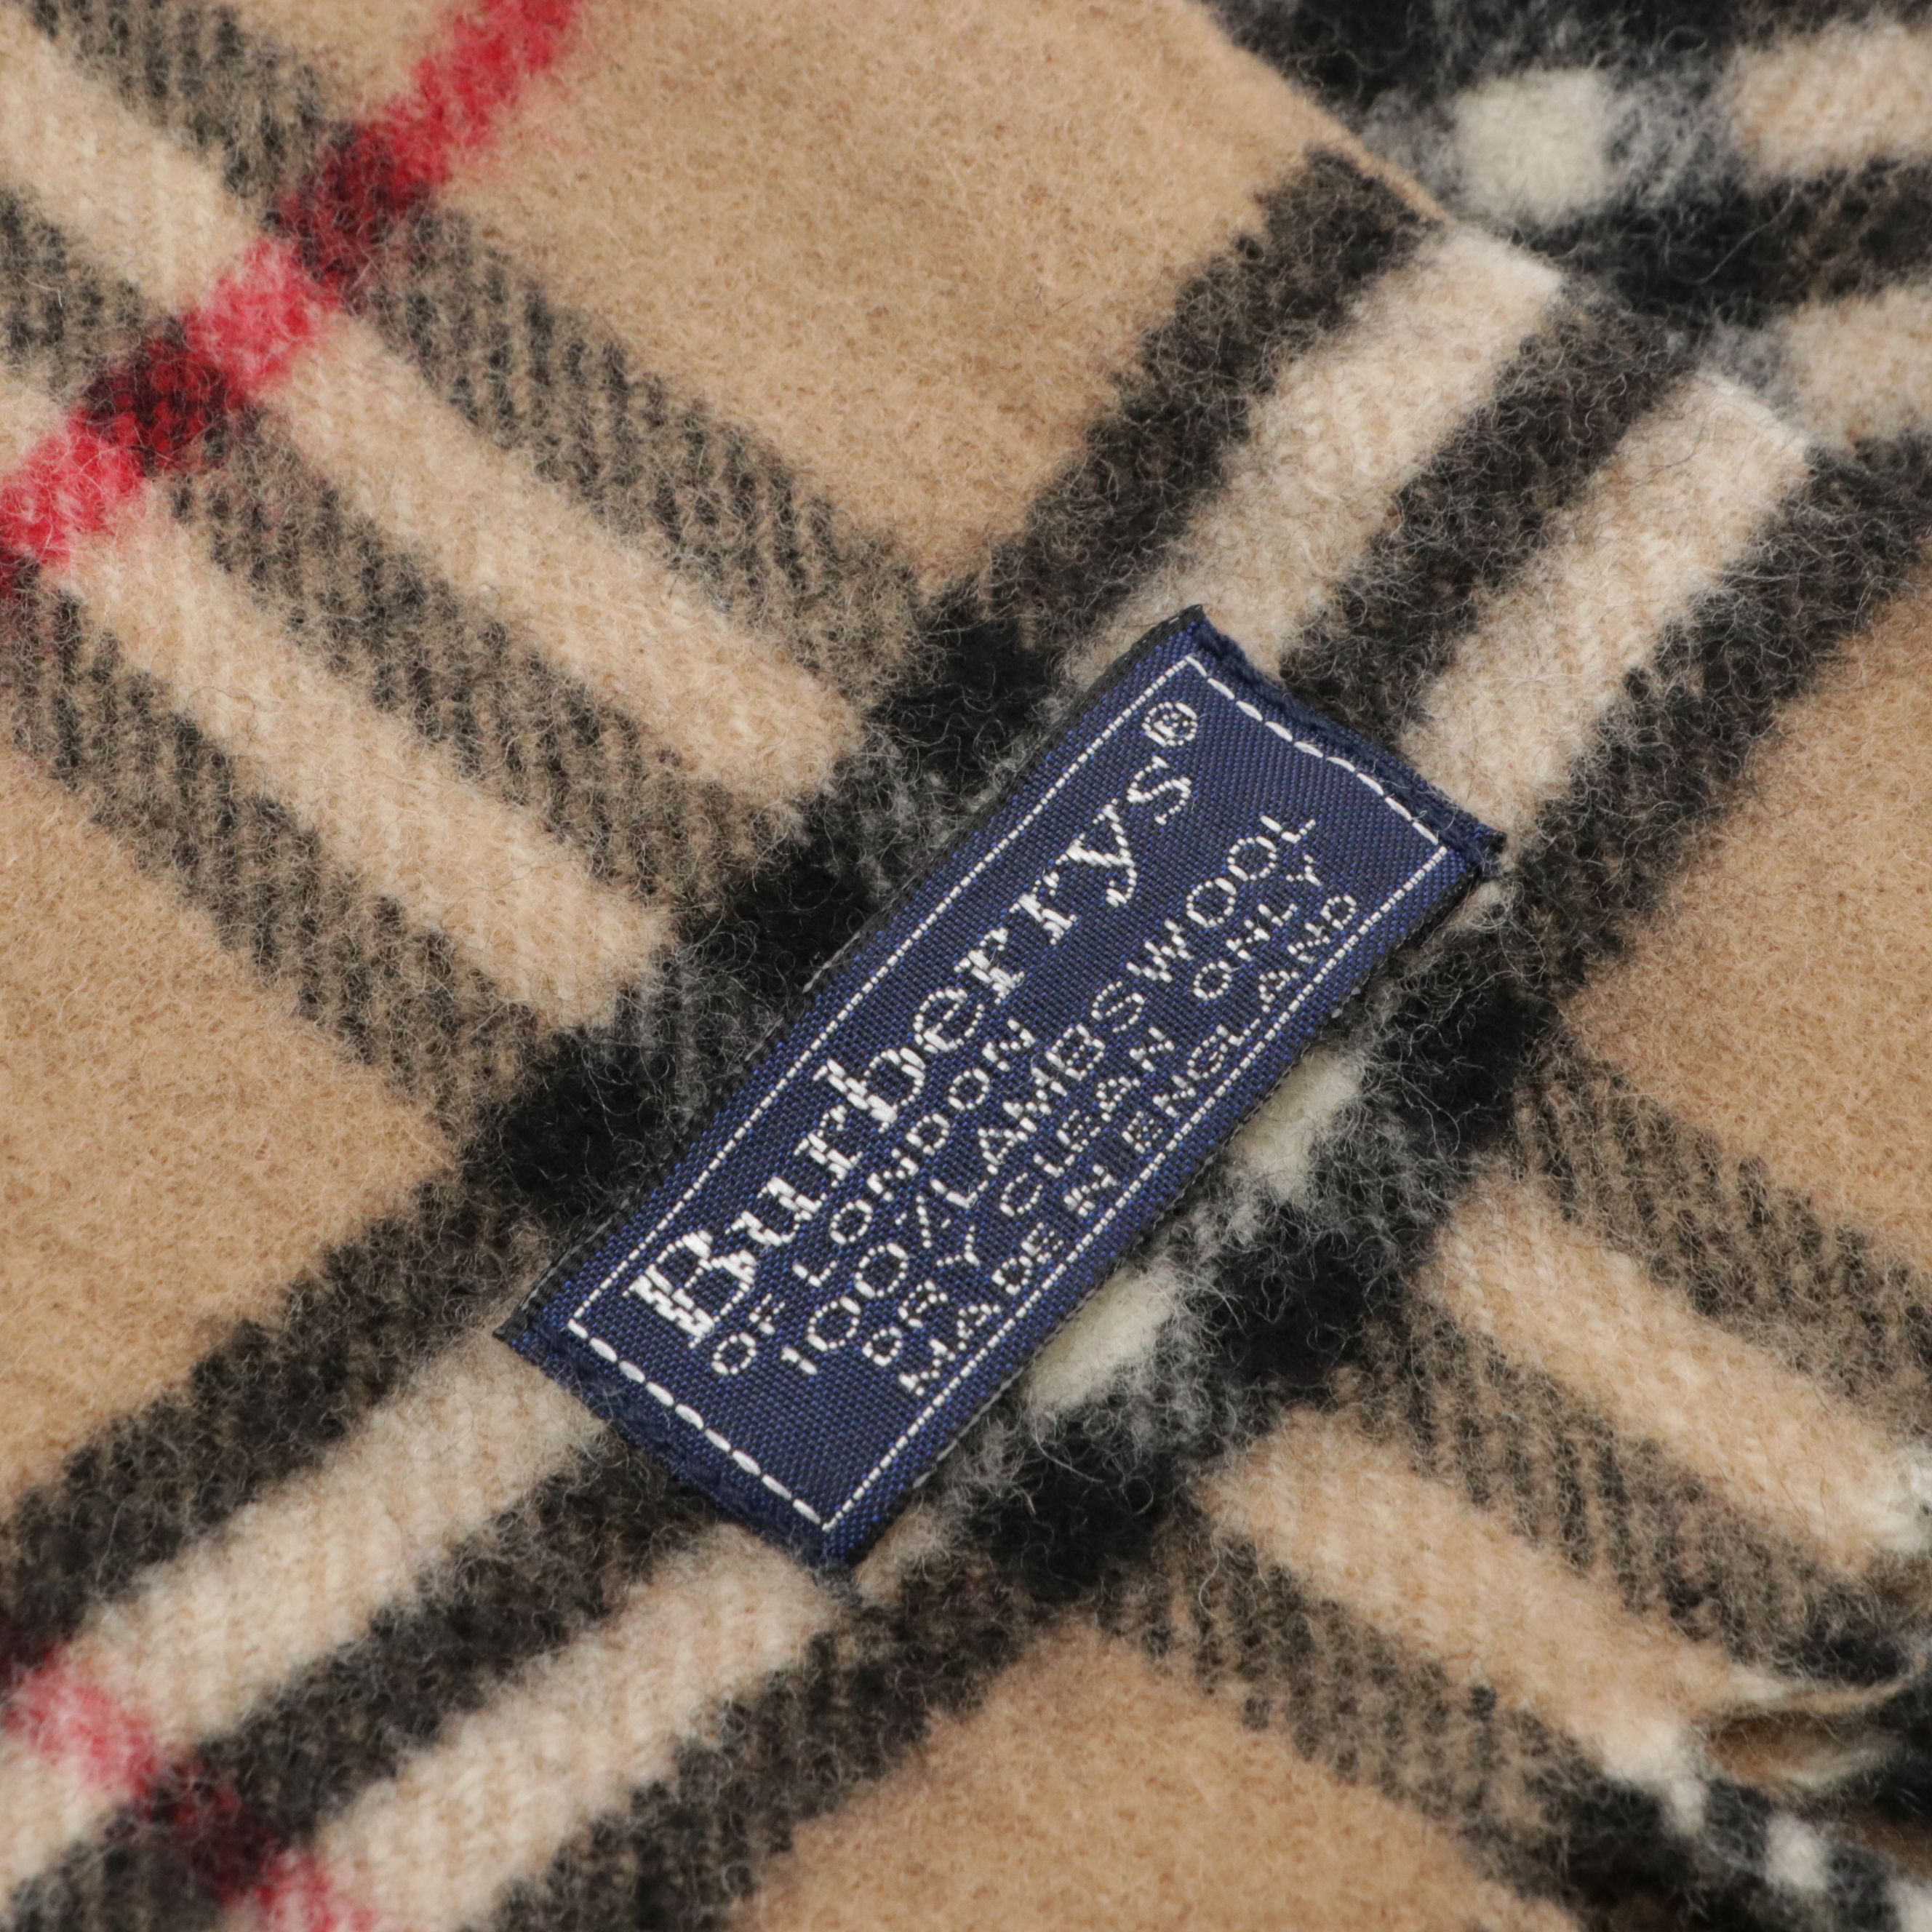 Burberrys®
OF LONDON
100% LAMBSWOOL
DRY CLEAN ONLY
MADE IN ENGLAND